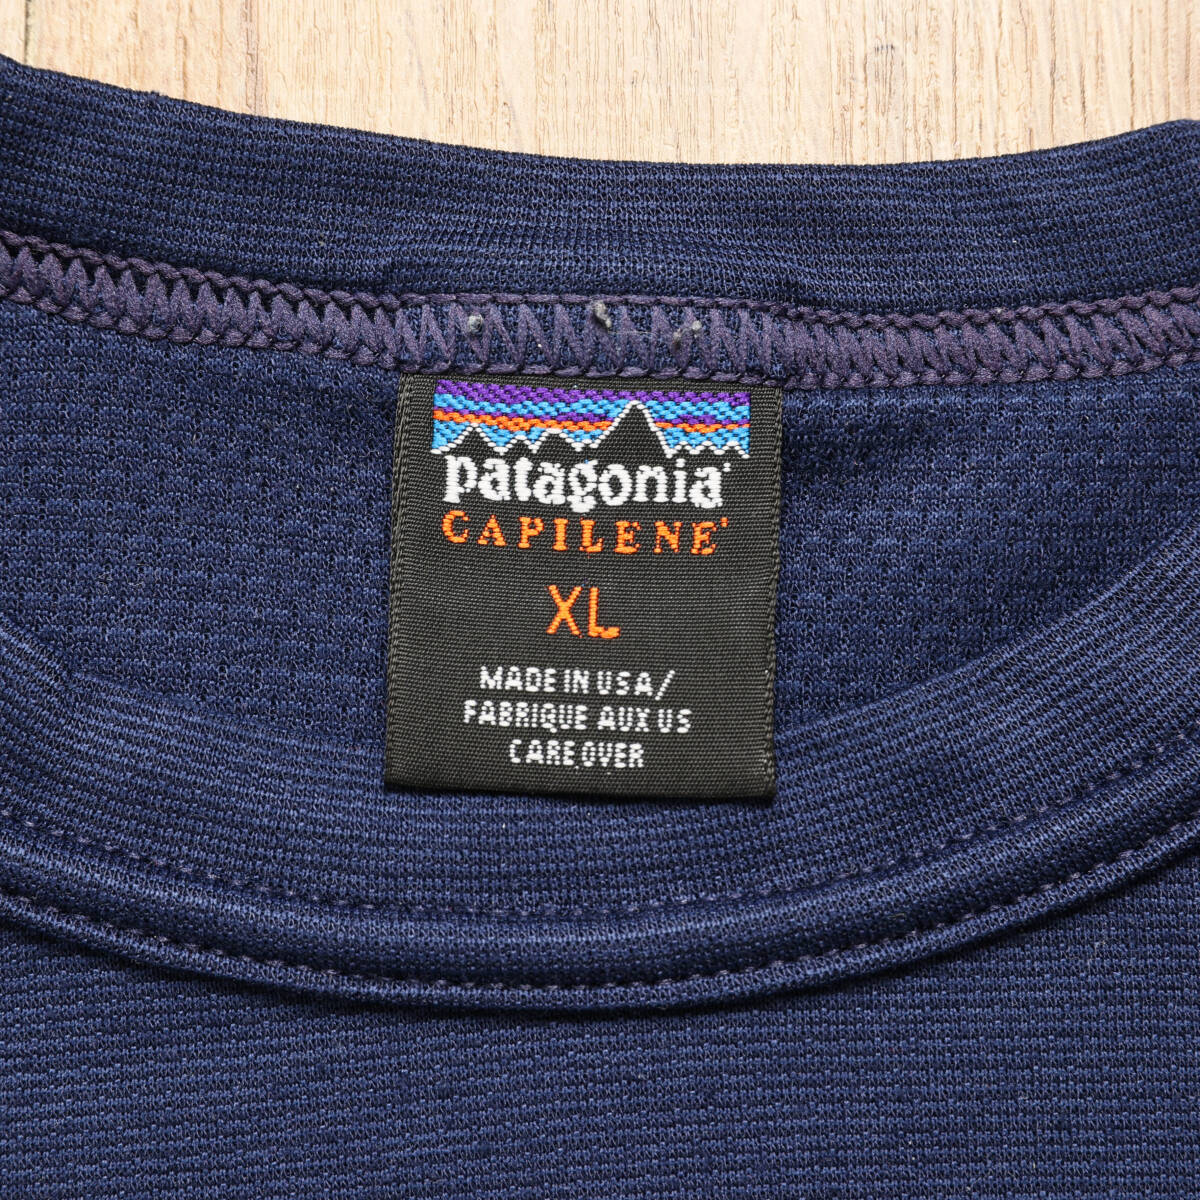 patagonia®
CAPILENE®
XL
MADE IN USA/
FABRIQUE AUX US
CARE OVER